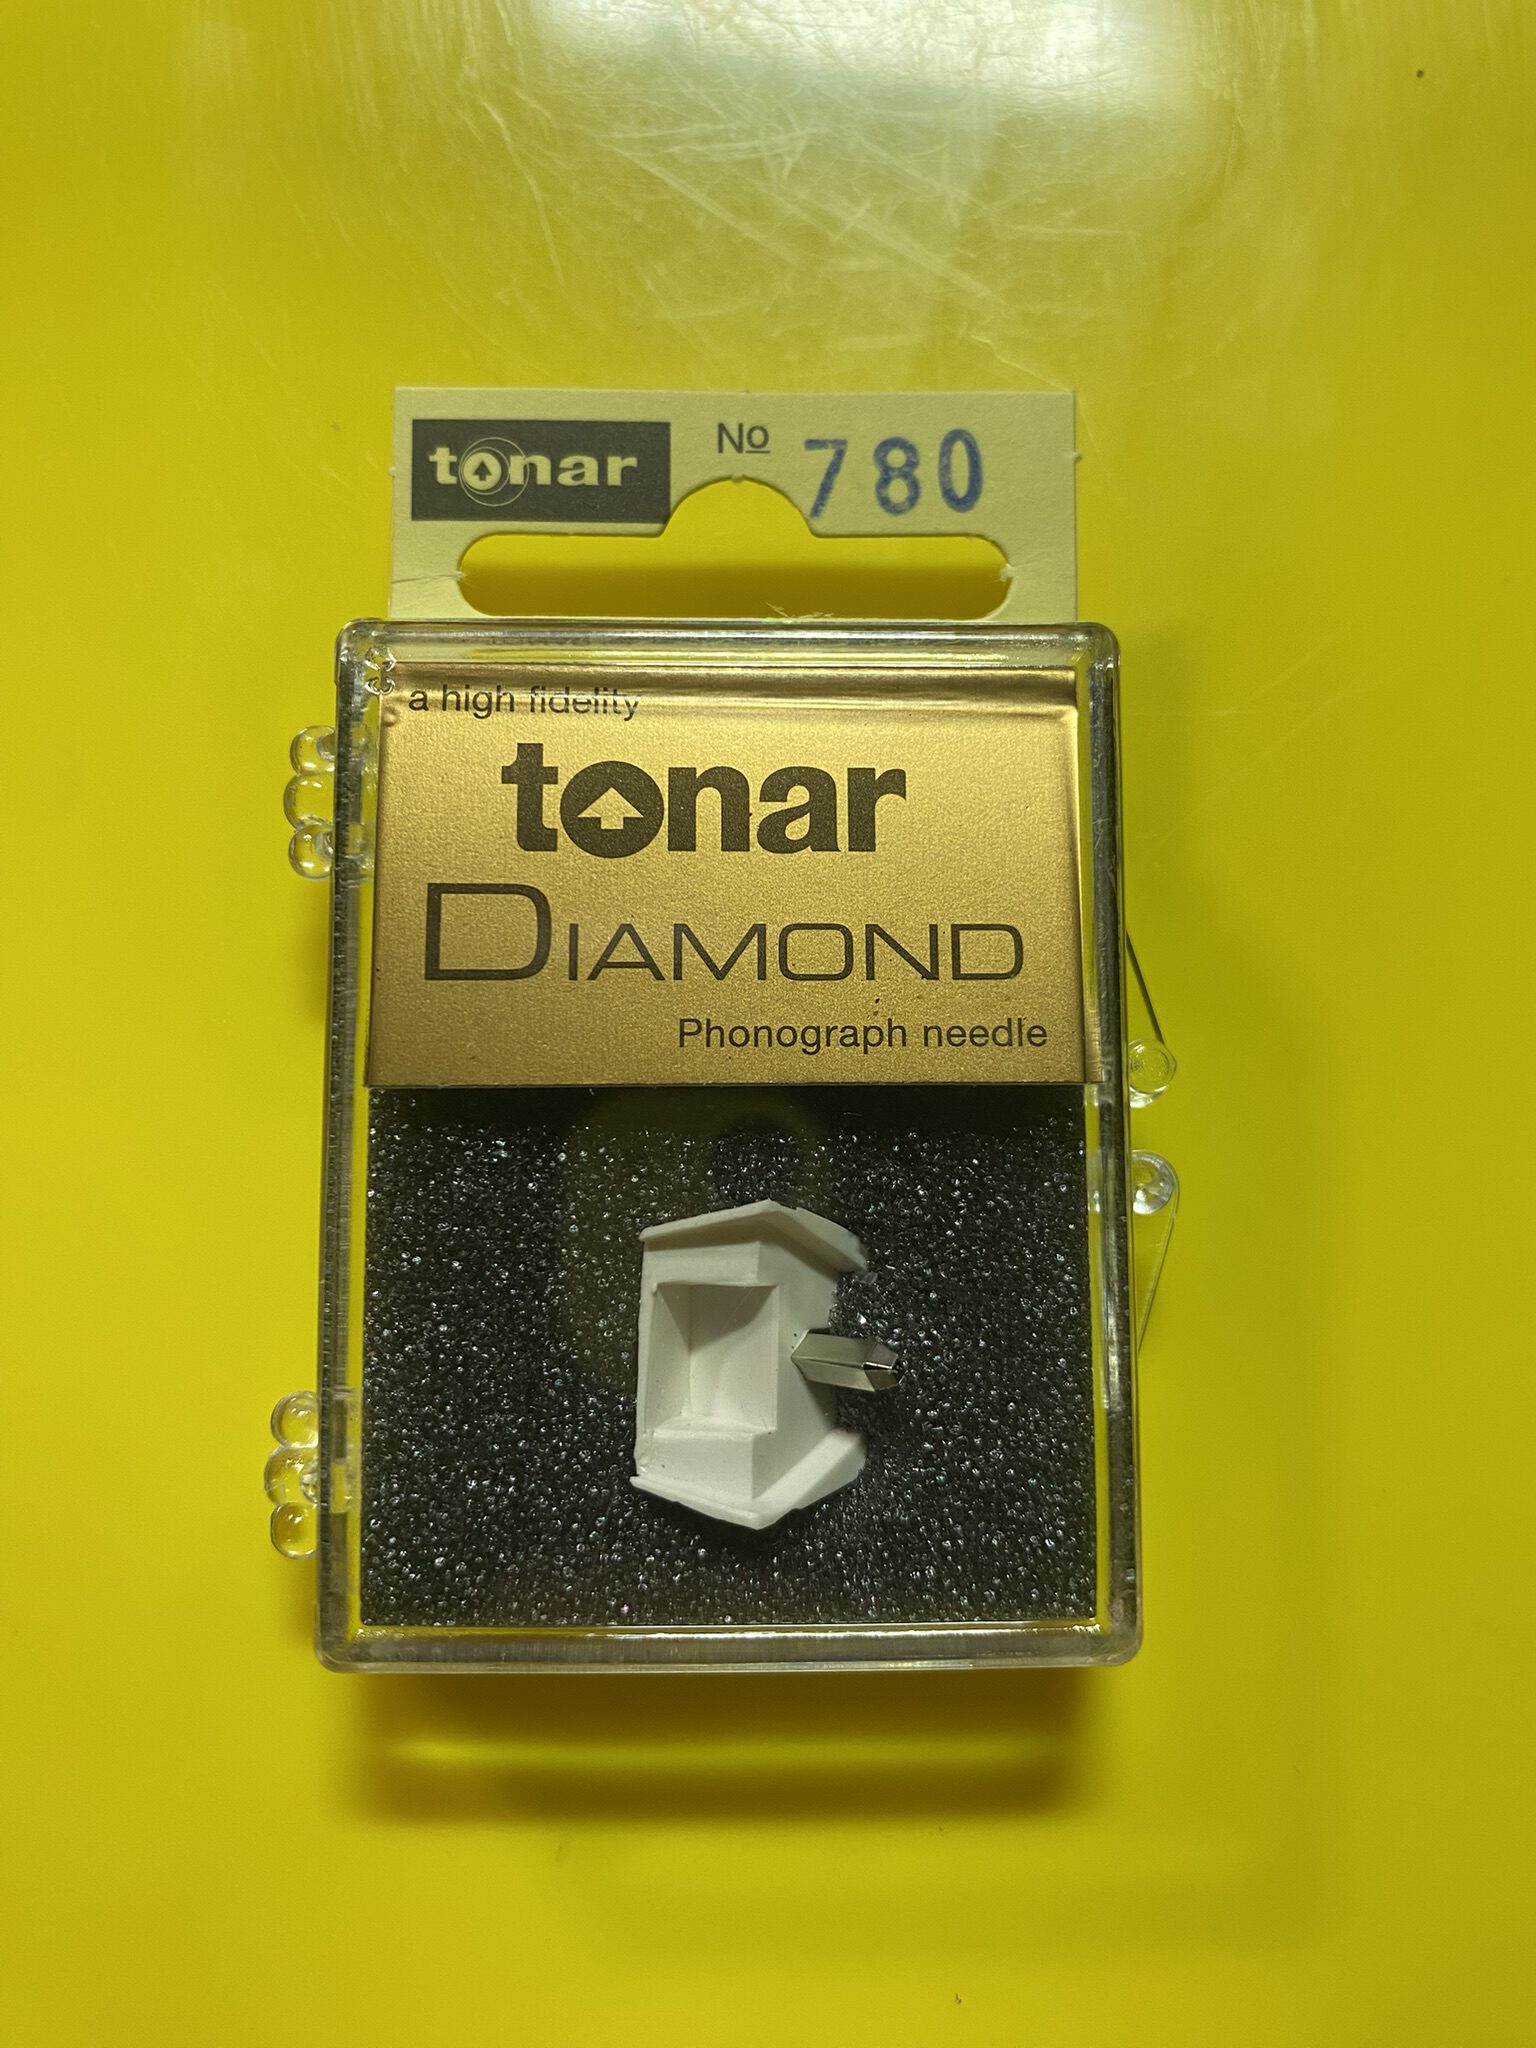 tonar
No 780
a high fidelity
tonar
DIAMOND
Phonograph needle